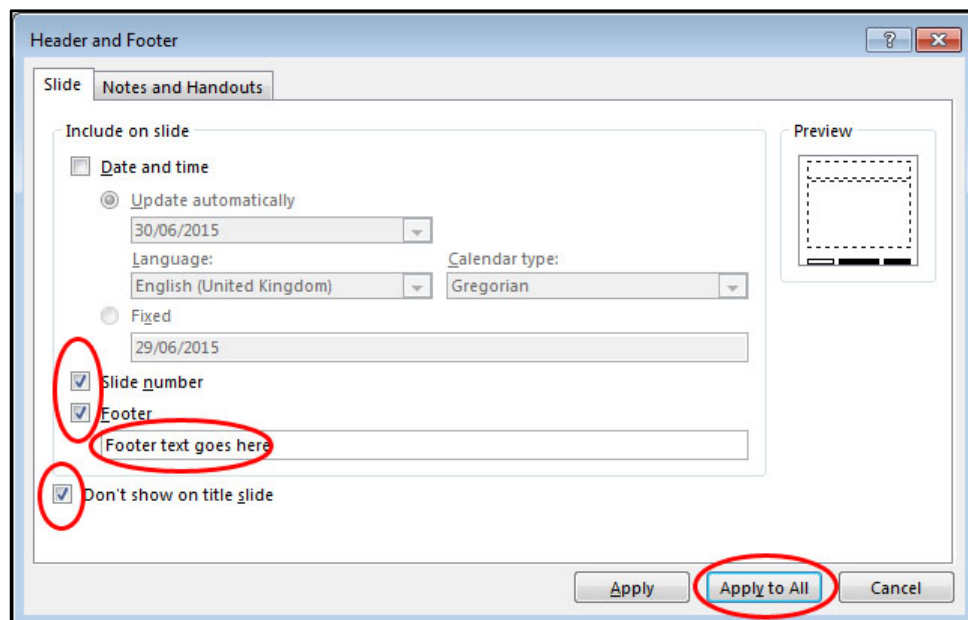 Header and Footer
Slide
Notes and Handouts
Include on slide
Preview
Date and time
Update automatically
30/06/2015
Language:
Calendar type:
English (United Kingdom)
Gregorian
Fixed
29/06/2015
Slide number
Footer
Footer text goes here
Don't show on title slide
Apply
Apply to All
Cancel